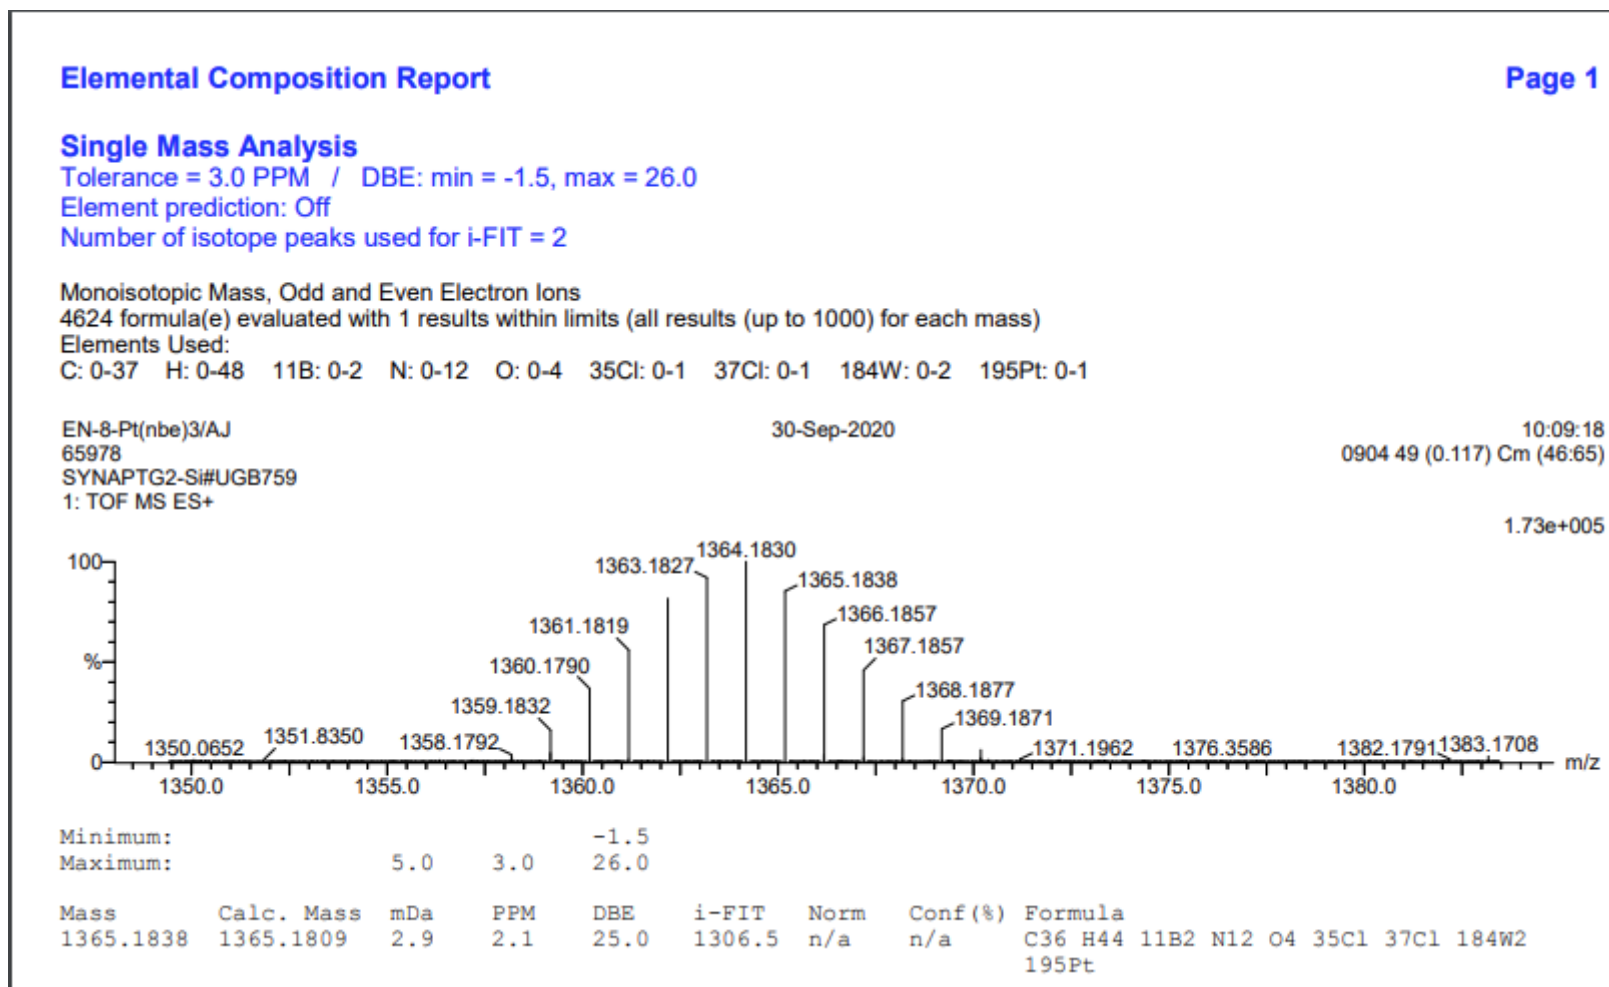 Elemental Composition Report Page 1
Single Mass Analysis
Tolerance = 3.0 PPM / DBE: min = -1.5, max = 26.0
Element prediction: Off
Number of isotope peaks used for i-FIT = 2
Monoisotopic Mass, Odd and Even Electron Ions
4624 formula(e) evaluated with 1 results within limits (all results (up to 1000) for each mass)
Elements Used:
C: 0-37 H: 0-48 11B: 0-2 N: 0-12 O: 0-4 35Cl: 0-1 37Cl: 0-1 184W: 0-2 195Pt: 0-1
EN-8-Pt(nbe)3/AJ 30-Sep-2020 10:09:18
65978 0904 49 (0.117) Cm (46:65)
SYNAPTG2-Si#UGB759
1: TOF MS ES+
1.73e+005
100
%
0
1364.1830
1363.1827
1365.1838
1366.1857
1361.1819
1367.1857
1360.1790
1368.1877
1359.1832
1369.1871
1350.0652 1351.8350 1358.1792 1371.1962 1376.3586 1382.1791 1383.1708
m/z
1350.0 1355.0 1360.0 1365.0 1370.0 1375.0 1380.0
Minimum: -1.5
Maximum: 5.0 3.0 26.0
Mass Calc. Mass mDa PPM DBE i-FIT Norm Conf(%) Formula
1365.1838 1365.1809 2.9 2.1 25.0 1306.5 n/a n/a C36 H44 11B2 N12 O4 35Cl 37Cl 184W2
195Pt